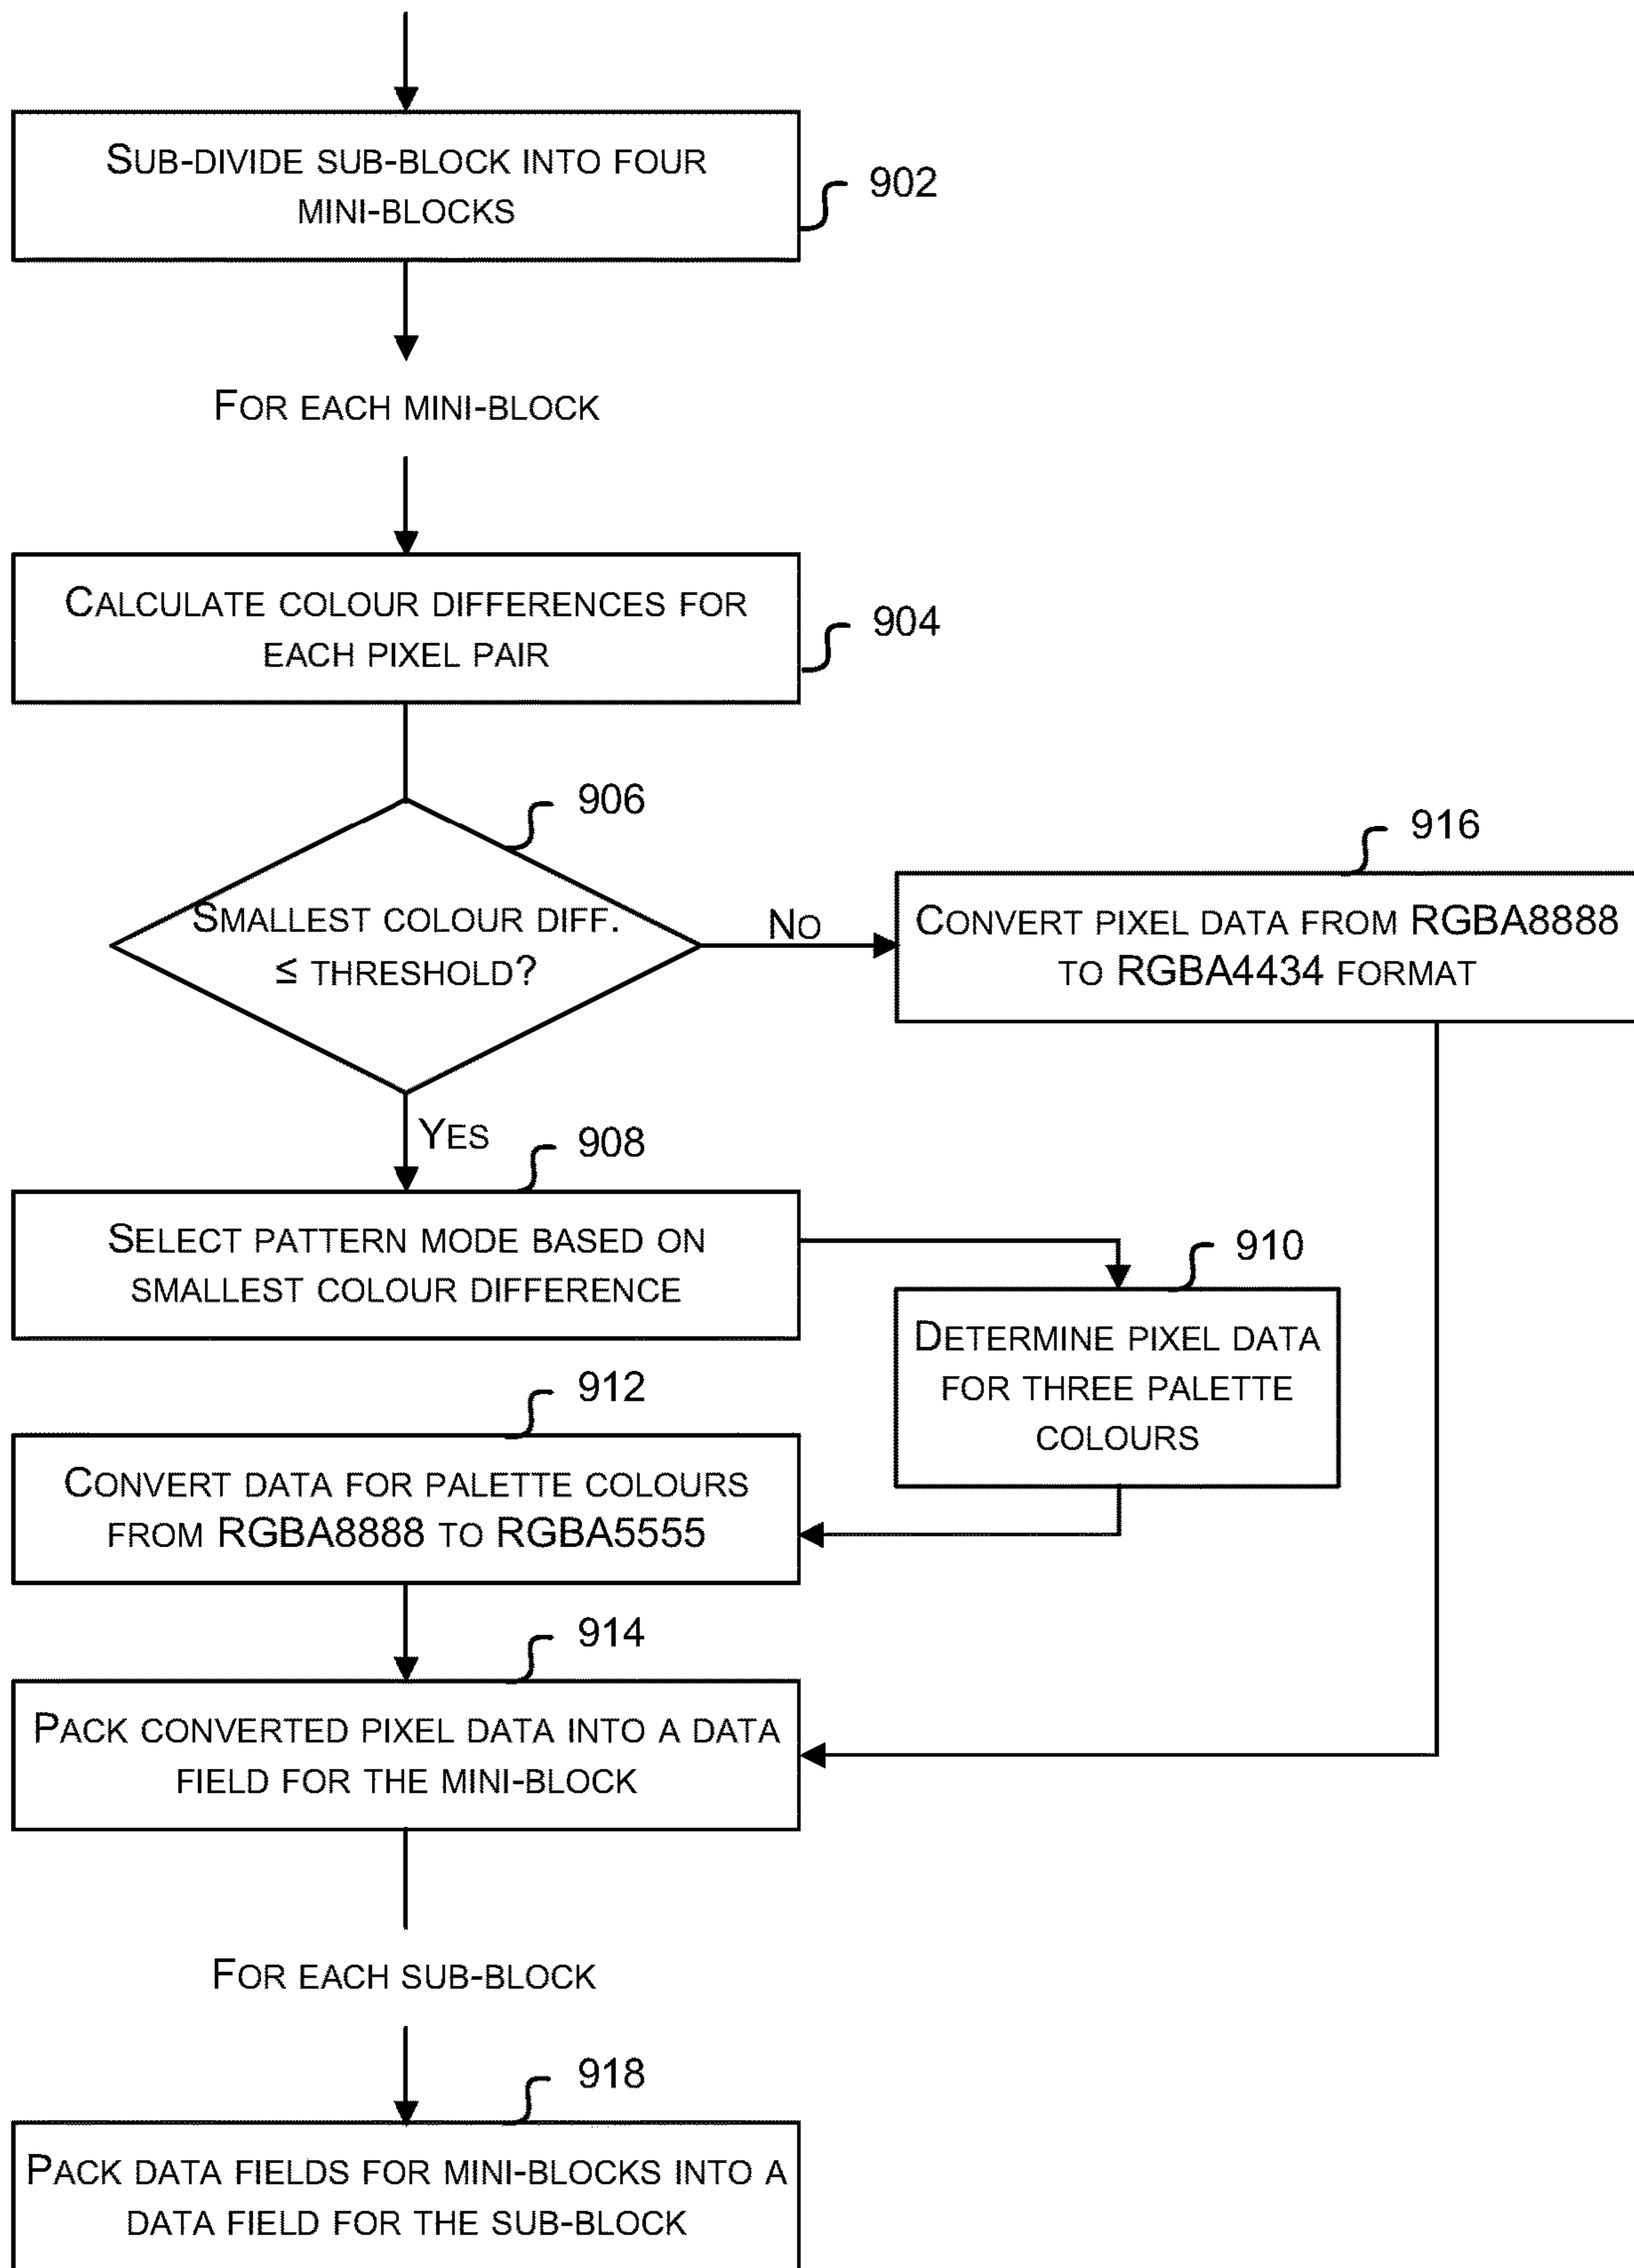 SUB-DIVIDE SUB-BLOCK INTO FOUR
MINI-BLOCKS
902
FOR EACH MINI-BLOCK
CALCULATE COLOUR DIFFERENCES FOR
EACH PIXEL PAIR
904
906
SMALLEST COLOUR DIFF.
≤ THRESHOLD?
NO
916
CONVERT PIXEL DATA FROM RGBA8888
TO RGBA4434 FORMAT
YES
908
SELECT PATTERN MODE BASED ON
SMALLEST COLOUR DIFFERENCE
910
DETERMINE PIXEL DATA
FOR THREE PALETTE
COLOURS
912
CONVERT DATA FOR PALETTE COLOURS
FROM RGBA8888 TO RGBA5555
914
PACK CONVERTED PIXEL DATA INTO A DATA
FIELD FOR THE MINI-BLOCK
FOR EACH SUB-BLOCK
918
PACK DATA FIELDS FOR MINI-BLOCKS INTO A
DATA FIELD FOR THE SUB-BLOCK